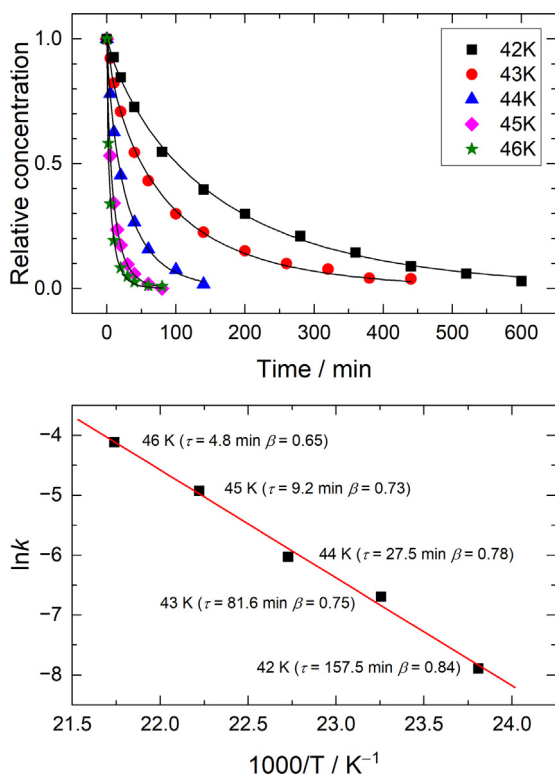 Relative concentration
1.0
0.5
0.0
42K
43K
44K
45K
46K
0 100 200 300 400 500 600
Time / min
lnk
−4
−5
−6
−7
−8
46 K (τ = 4.8 min β = 0.65)
45 K (τ = 9.2 min β = 0.73)
44 K (τ = 27.5 min β = 0.78)
43 K (τ = 81.6 min β = 0.75)
42 K (τ = 157.5 min β = 0.84)
21.5 22.0 22.5 23.0 23.5 24.0
1000/T / K⁻¹